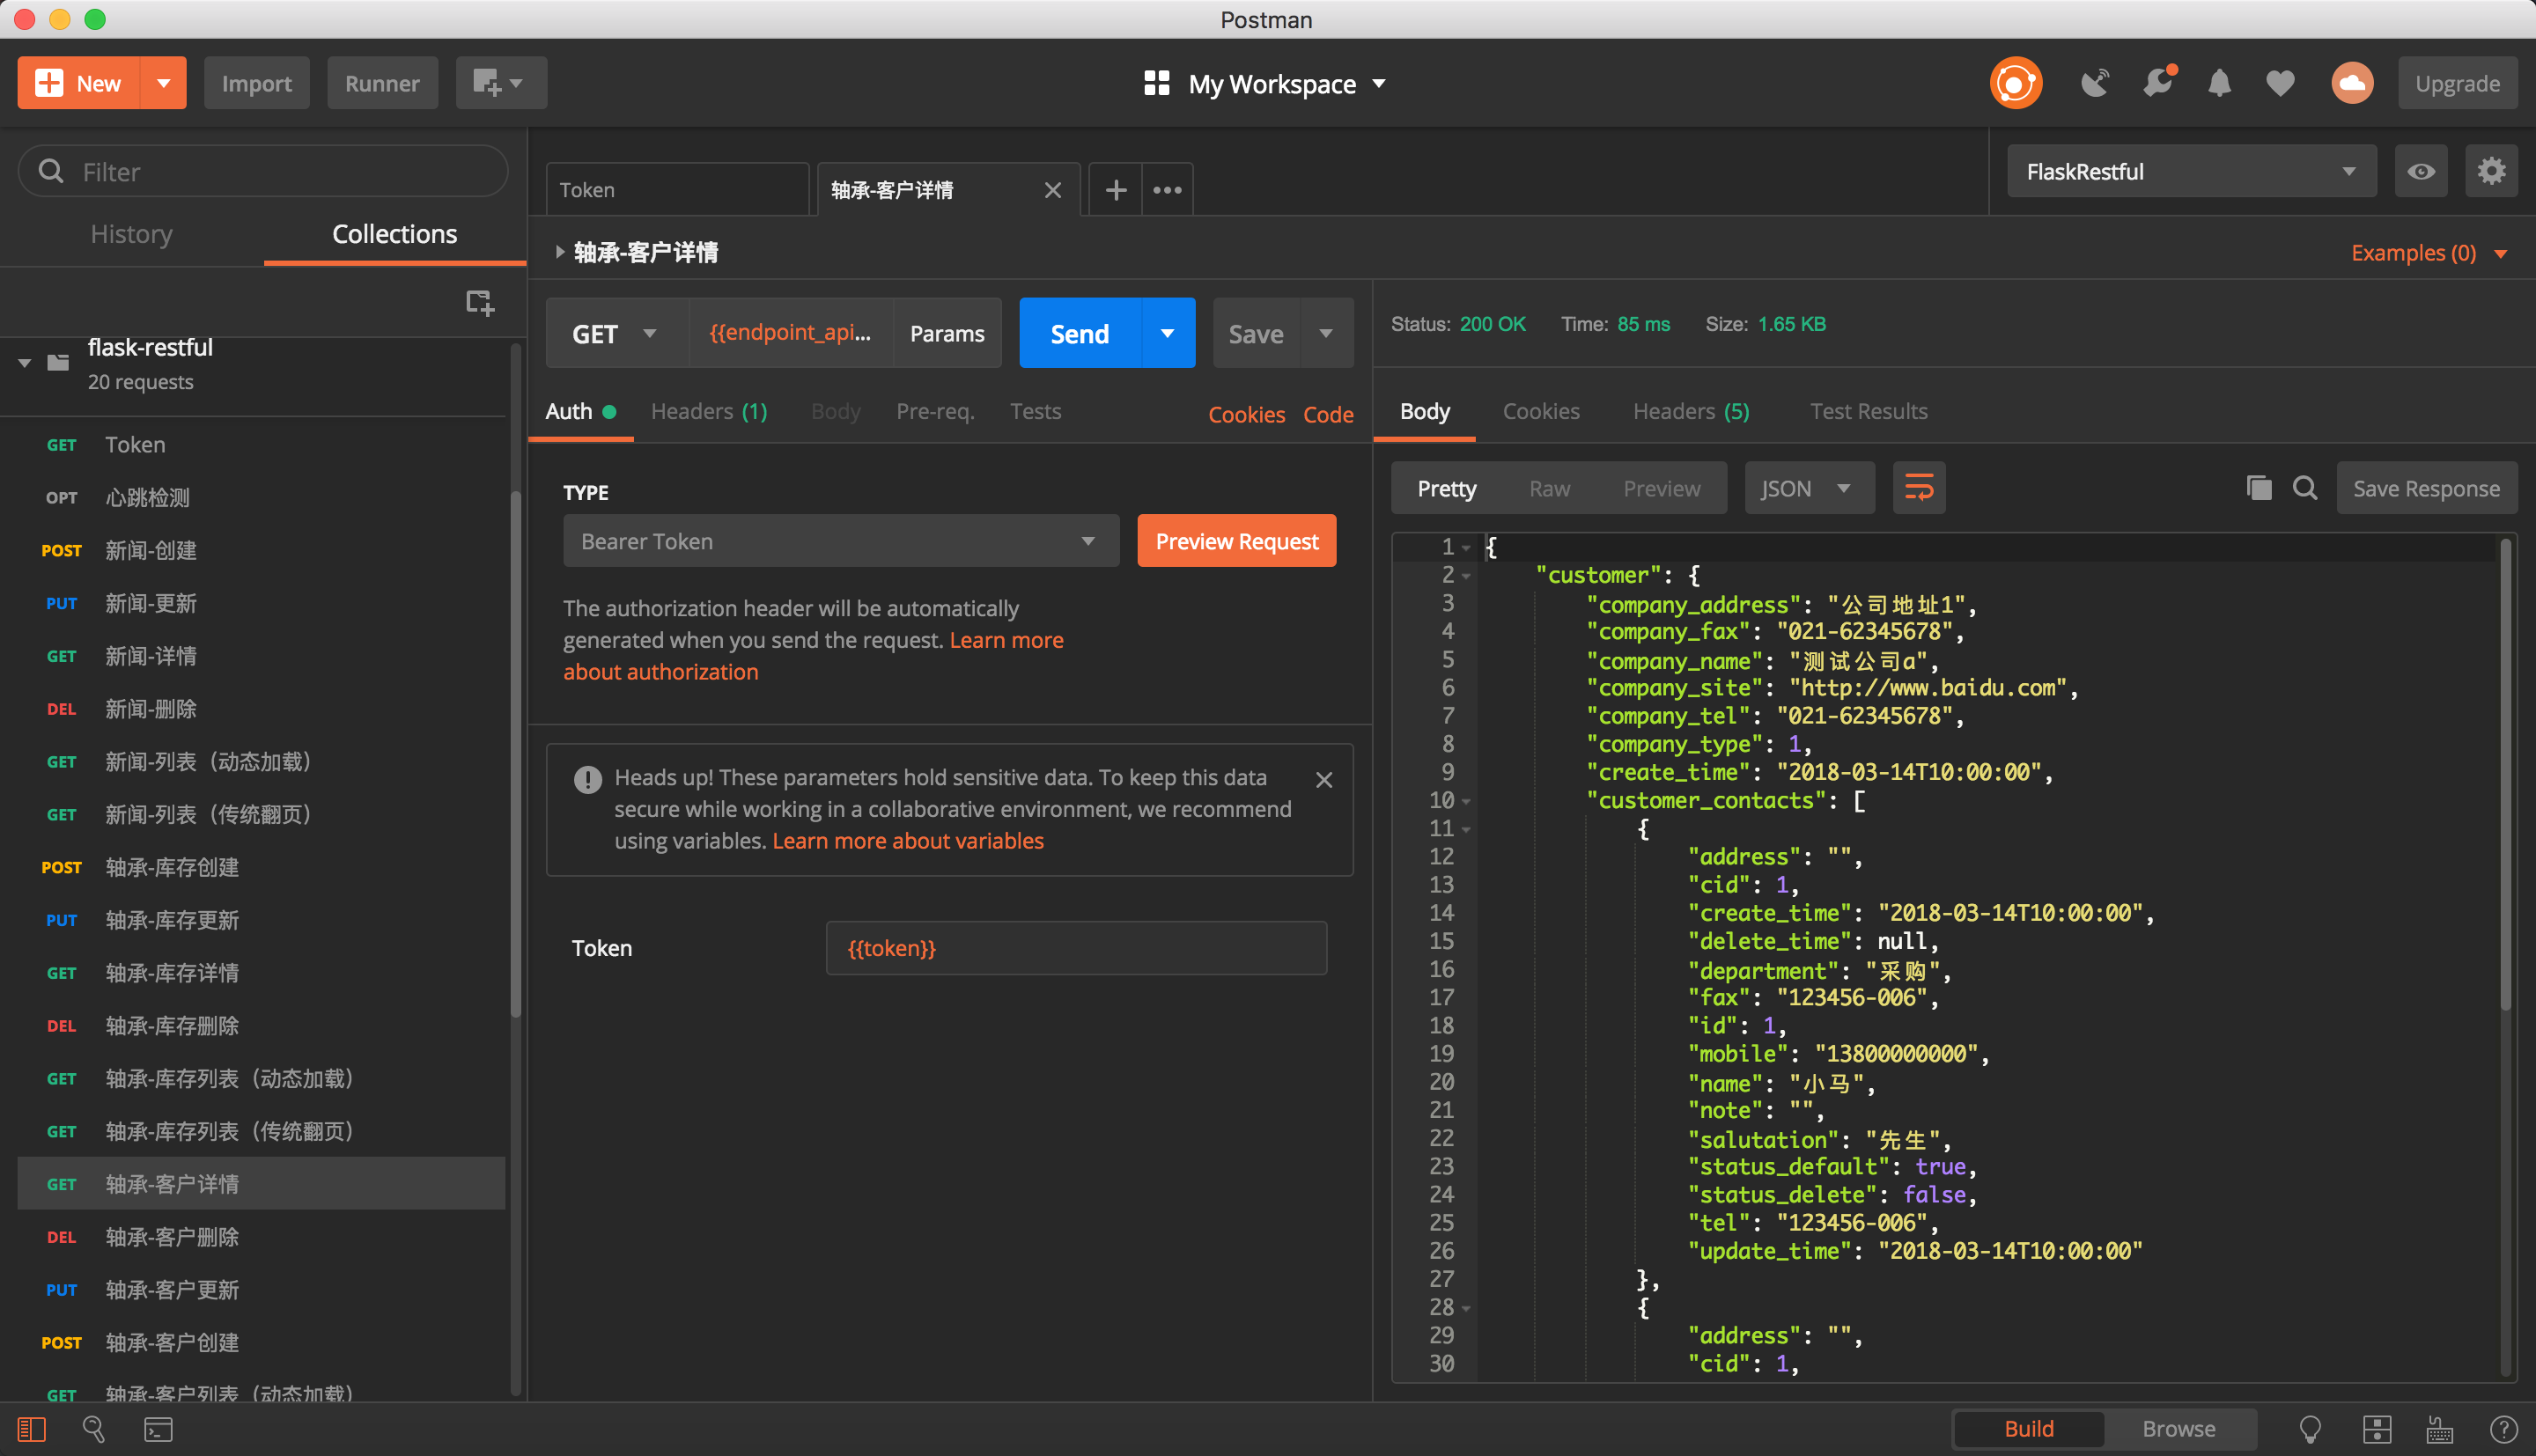 Postman
New
Import
Runner
My Workspace
Upgrade
Filter
History
Collections
flask-restful
20 requests
GET Token
OPT 心跳检测
POST 新闻-创建
PUT 新闻-更新
GET 新闻-详情
DEL 新闻-删除
GET 新闻-列表（动态加载）
GET 新闻-列表（传统翻页）
POST 轴承-库存创建
PUT 轴承-库存更新
GET 轴承-库存详情
DEL 轴承-库存删除
GET 轴承-库存列表（动态加载）
GET 轴承-库存列表（传统翻页）
GET 轴承-客户详情
DEL 轴承-客户删除
PUT 轴承-客户更新
POST 轴承-客户创建
GET 轴承-客户列表（动态加载）
Token
轴承-客户详情
FlaskRestful
轴承-客户详情
Examples (0)
GET
{{endpoint_api...
Params
Send
Save
Auth
Headers (1)
Body
Pre-req.
Tests
Cookies
Code
TYPE
Bearer Token
Preview Request
The authorization header will be automatically
generated when you send the request. Learn more
about authorization
Heads up! These parameters hold sensitive data. To keep this data
secure while working in a collaborative environment, we recommend
using variables. Learn more about variables
Token
{{token}}
Status: 200 OK
Time: 85 ms
Size: 1.65 KB
Body
Cookies
Headers (5)
Test Results
Pretty
Raw
Preview
JSON
Save Response
1 {
2 "customer": {
3 "company_address": "公司地址1",
4 "company_fax": "021-62345678",
5 "company_name": "测试公司a",
6 "company_site": "http://www.baidu.com",
7 "company_tel": "021-62345678",
8 "company_type": 1,
9 "create_time": "2018-03-14T10:00:00",
10 "customer_contacts": [
11 {
12 "address": "",
13 "cid": 1,
14 "create_time": "2018-03-14T10:00:00",
15 "delete_time": null,
16 "department": "采购",
17 "fax": "123456-006",
18 "id": 1,
19 "mobile": "13800000000",
20 "name": "小马",
21 "note": "",
22 "salutation": "先生",
23 "status_default": true,
24 "status_delete": false,
25 "tel": "123456-006",
26 "update_time": "2018-03-14T10:00:00"
27 },
28 {
29 "address": "",
30 "cid": 1,
Build
Browse